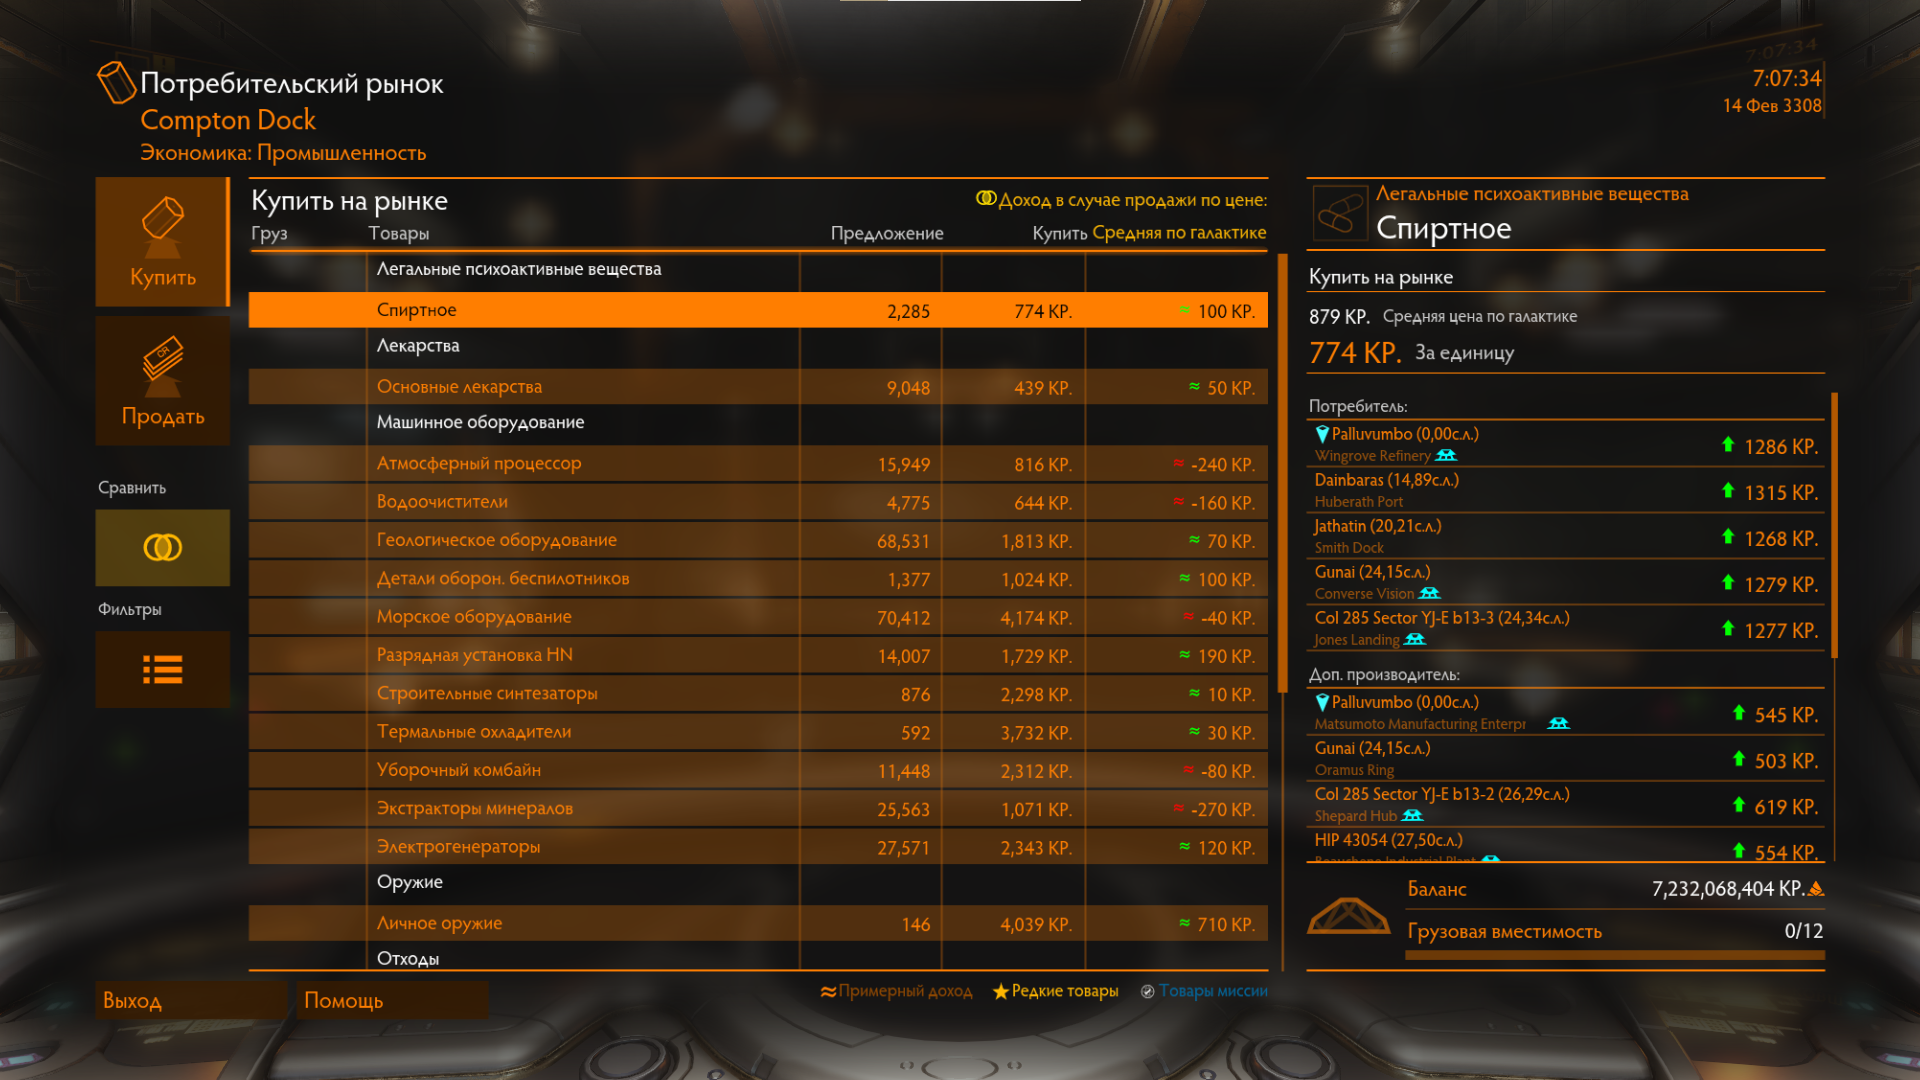 7:07:34
7:07:34
14 Фев 3308
Потребительский рынок
Compton Dock
Экономика: Промышленность
Купить
Продать
Сравнить
Фильтры
Купить на рынке
Доход в случае продажи по цене:
Груз Товары Предложение Купить Средняя по галактике
Легальные психоактивные вещества
Спиртное 2,285 774 КР. ≈ 100 КР.
Лекарства
Основные лекарства 9,048 439 КР. ≈ 50 КР.
Машинное оборудование
Атмосферный процессор 15,949 816 КР. ≈ -240 КР.
Водоочистители 4,775 644 КР. ≈ -160 КР.
Геологическое оборудование 68,531 1,813 КР. ≈ 70 КР.
Детали оборон. беспилотников 1,377 1,024 КР. ≈ 100 КР.
Морское оборудование 70,412 4,174 КР. ≈ -40 КР.
Разрядная установка HN 14,007 1,729 КР. ≈ 190 КР.
Строительные синтезаторы 876 2,298 КР. ≈ 10 КР.
Термальные охладители 592 3,732 КР. ≈ 30 КР.
Уборочный комбайн 11,448 2,312 КР. ≈ -80 КР.
Экстракторы минералов 25,563 1,071 КР. ≈ -270 КР.
Электрогенераторы 27,571 2,343 КР. ≈ 120 КР.
Оружие
Личное оружие 146 4,039 КР. ≈ 710 КР.
Отходы
≈Примерный доход ★Редкие товары Товары миссии
Выход Помощь
Легальные психоактивные вещества
Спиртное
Купить на рынке
879 КР. Средняя цена по галактике
774 КР. За единицу
Потребитель:
Palluvumbo (0,00с.л.) 1286 КР.
Wingrove Refinery
Dainbaras (14,89с.л.) 1315 КР.
Huberath Port
Jathatin (20,21с.л.) 1268 КР.
Smith Dock
Gunai (24,15с.л.) 1279 КР.
Converse Vision
Col 285 Sector YJ-E b13-3 (24,34с.л.) 1277 КР.
Jones Landing
Доп. производитель:
Palluvumbo (0,00с.л.) 545 КР.
Matsumoto Manufacturing Enterpr
Gunai (24,15с.л.) 503 КР.
Oramus Ring
Col 285 Sector YJ-E b13-2 (26,29с.л.) 619 КР.
Shepard Hub
HIP 43054 (27,50с.л.) 554 КР.
Industrial Plant
Баланс 7,232,068,404 КР.
Грузовая вместимость 0/12